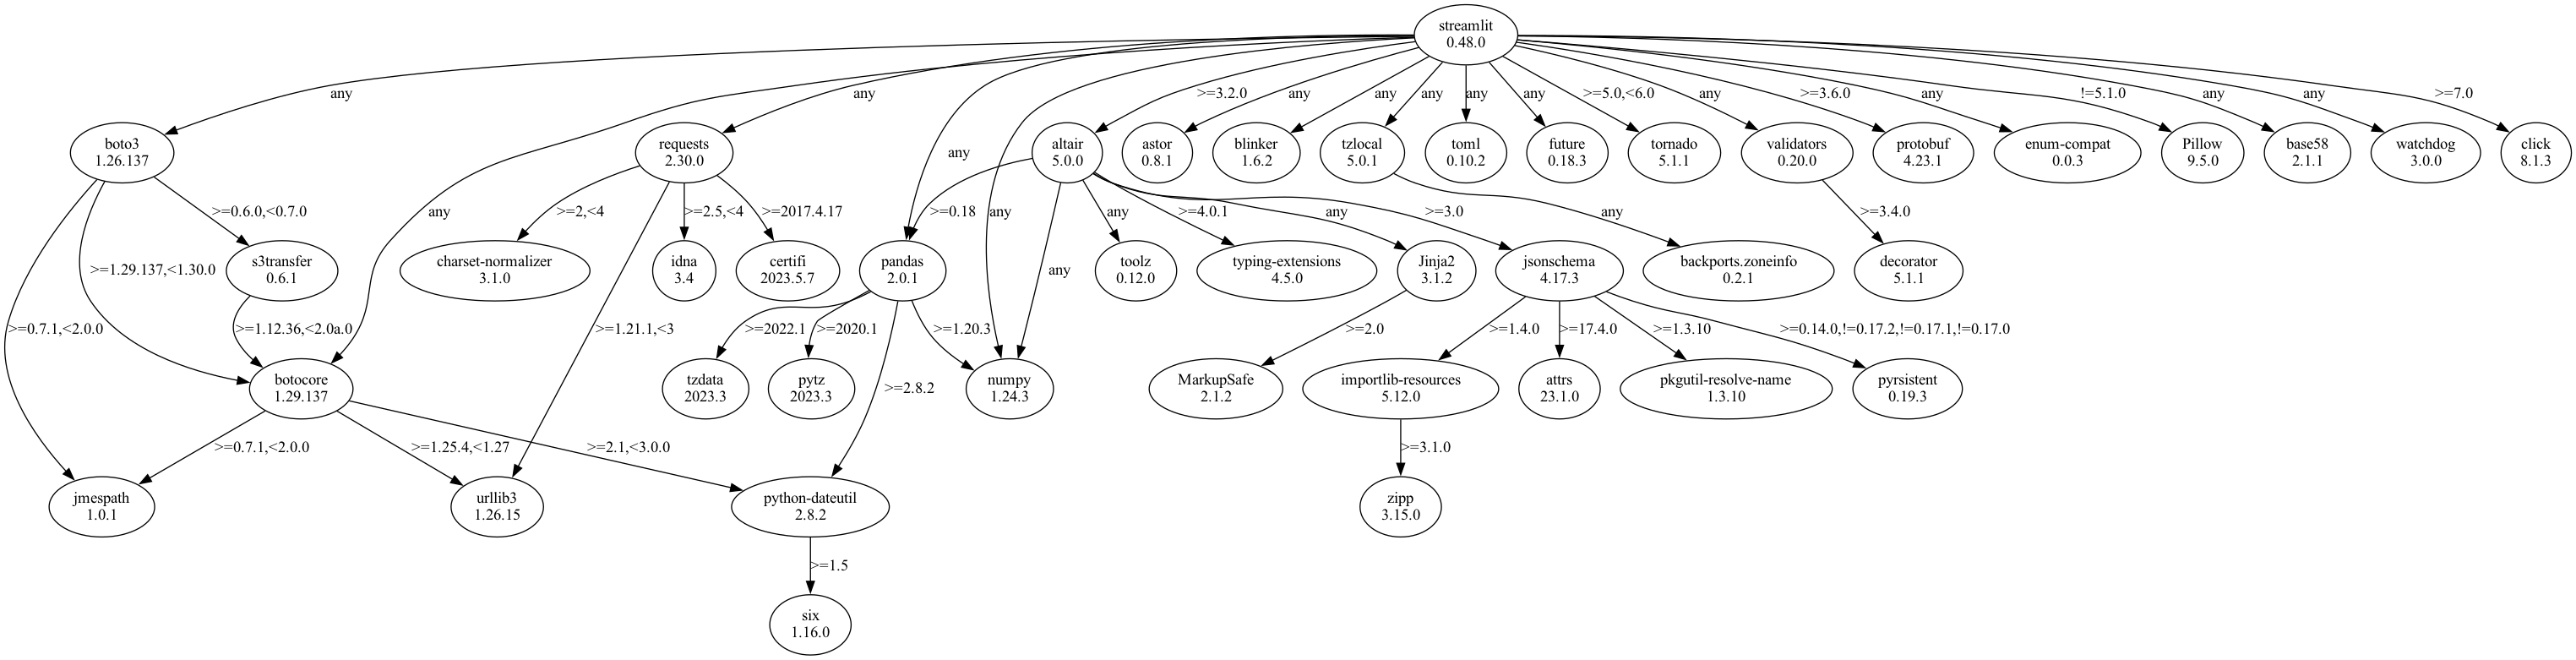 streamlit
0.48.0
any
any
>=3.2.0
any
any
any
any
any
>=5.0,<6.0
any
>=3.6.0
any
!=5.1.0
any
any
>=7.0
boto3
1.26.137
requests
2.30.0
any
altair
5.0.0
astor
0.8.1
blinker
1.6.2
tzlocal
5.0.1
toml
0.10.2
future
0.18.3
tornado
5.1.1
validators
0.20.0
protobuf
4.23.1
enum-compat
0.0.3
Pillow
9.5.0
base58
2.1.1
watchdog
3.0.0
click
8.1.3
>=0.6.0,<0.7.0
any
>=2,<4
>=2.5,<4
>=2017.4.17
>=0.18
any
any
>=4.0.1
any
>=3.0
any
>=3.4.0
>=1.29.137,<1.30.0
s3transfer
0.6.1
charset-normalizer
3.1.0
idna
3.4
certifi
2023.5.7
pandas
2.0.1
any
toolz
0.12.0
typing-extensions
4.5.0
Jinja2
3.1.2
jsonschema
4.17.3
backports.zoneinfo
0.2.1
decorator
5.1.1
>=0.7.1,<2.0.0
>=1.12.36,<2.0a.0
>=1.21.1,<3
>=2022.1
>=2020.1
>=1.20.3
>=2.0
>=1.4.0
>=17.4.0
>=1.3.10
>=0.14.0,!=0.17.2,!=0.17.1,!=0.17.0
botocore
1.29.137
tzdata
2023.3
pytz
2023.3
>=2.8.2
numpy
1.24.3
MarkupSafe
2.1.2
importlib-resources
5.12.0
attrs
23.1.0
pkgutil-resolve-name
1.3.10
pyrsistent
0.19.3
>=0.7.1,<2.0.0
>=1.25.4,<1.27
>=2.1,<3.0.0
>=3.1.0
jmespath
1.0.1
urllib3
1.26.15
python-dateutil
2.8.2
zipp
3.15.0
>=1.5
six
1.16.0